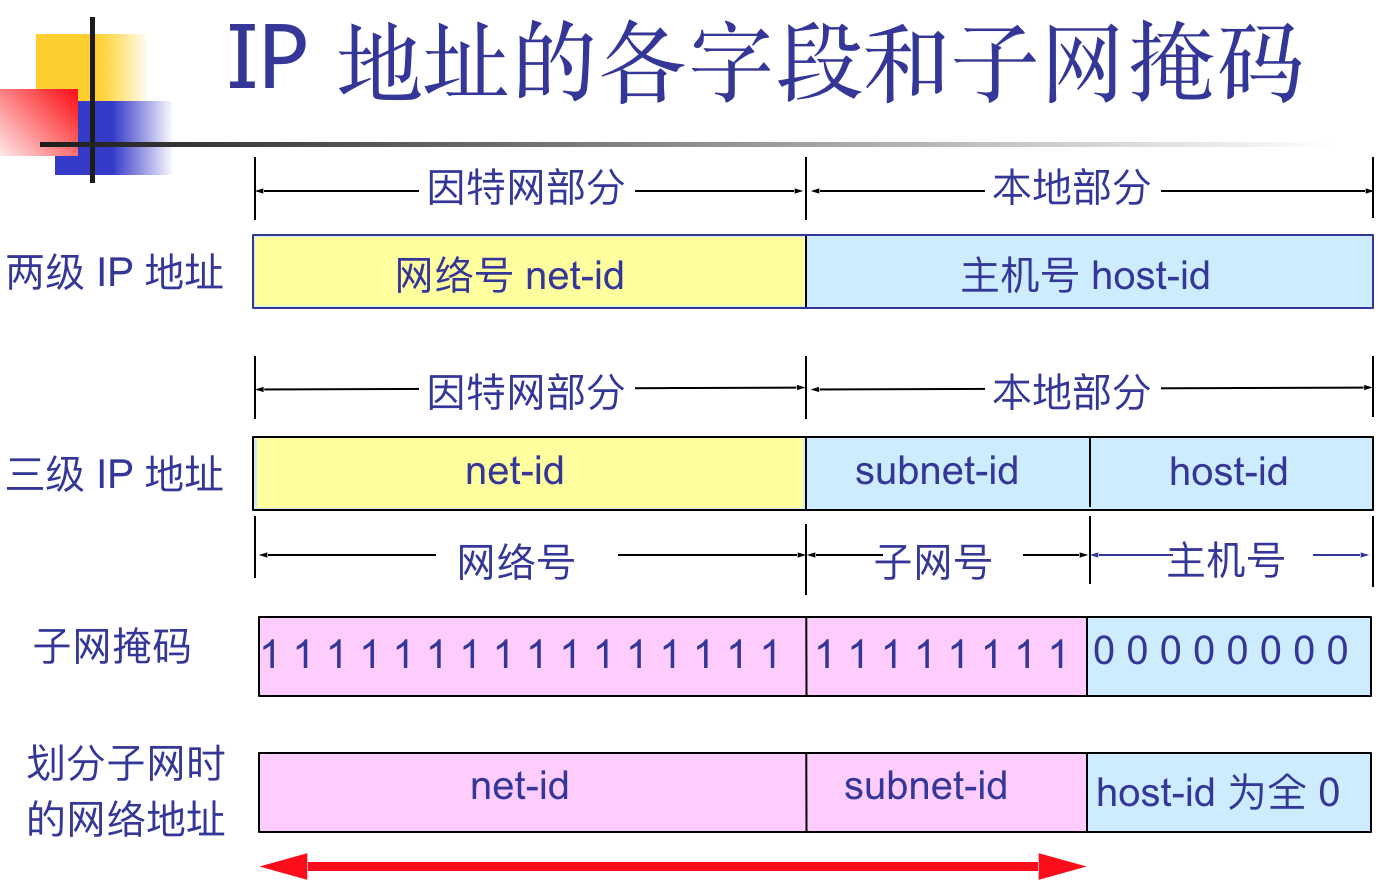 IP 地址的各字段和子网掩码
因特网部分 本地部分
两级 IP 地址 网络号 net-id 主机号 host-id
因特网部分 本地部分
三级 IP 地址 net-id subnet-id host-id
网络号 子网号 主机号
子网掩码 1 1 1 1 1 1 1 1 1 1 1 1 1 1 1 1 1 1 1 1 1 1 1 1 0 0 0 0 0 0 0 0
划分子网时
的网络地址 net-id subnet-id host-id 为全 0